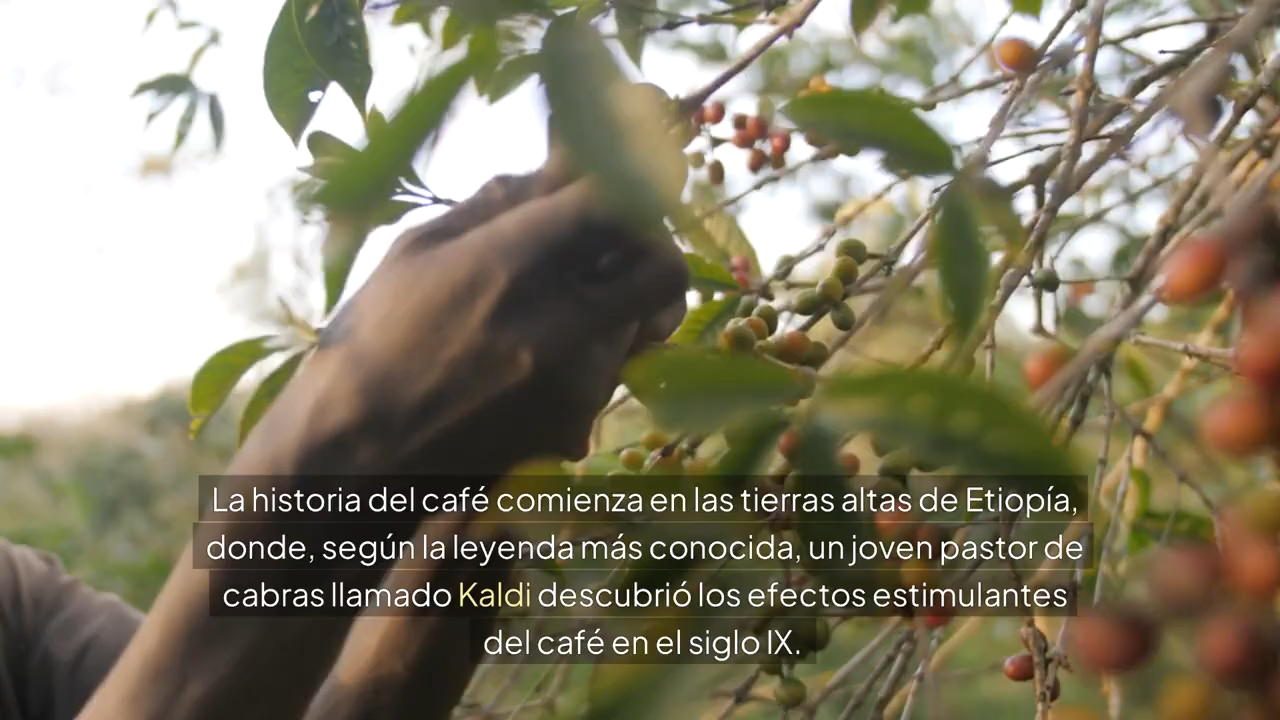 La historia del café comienza en las tierras altas de Etiopía,
donde, según la leyenda más conocida, un joven pastor de
cabras llamado Kaldi descubrió los efectos estimulantes
del café en el siglo IX.